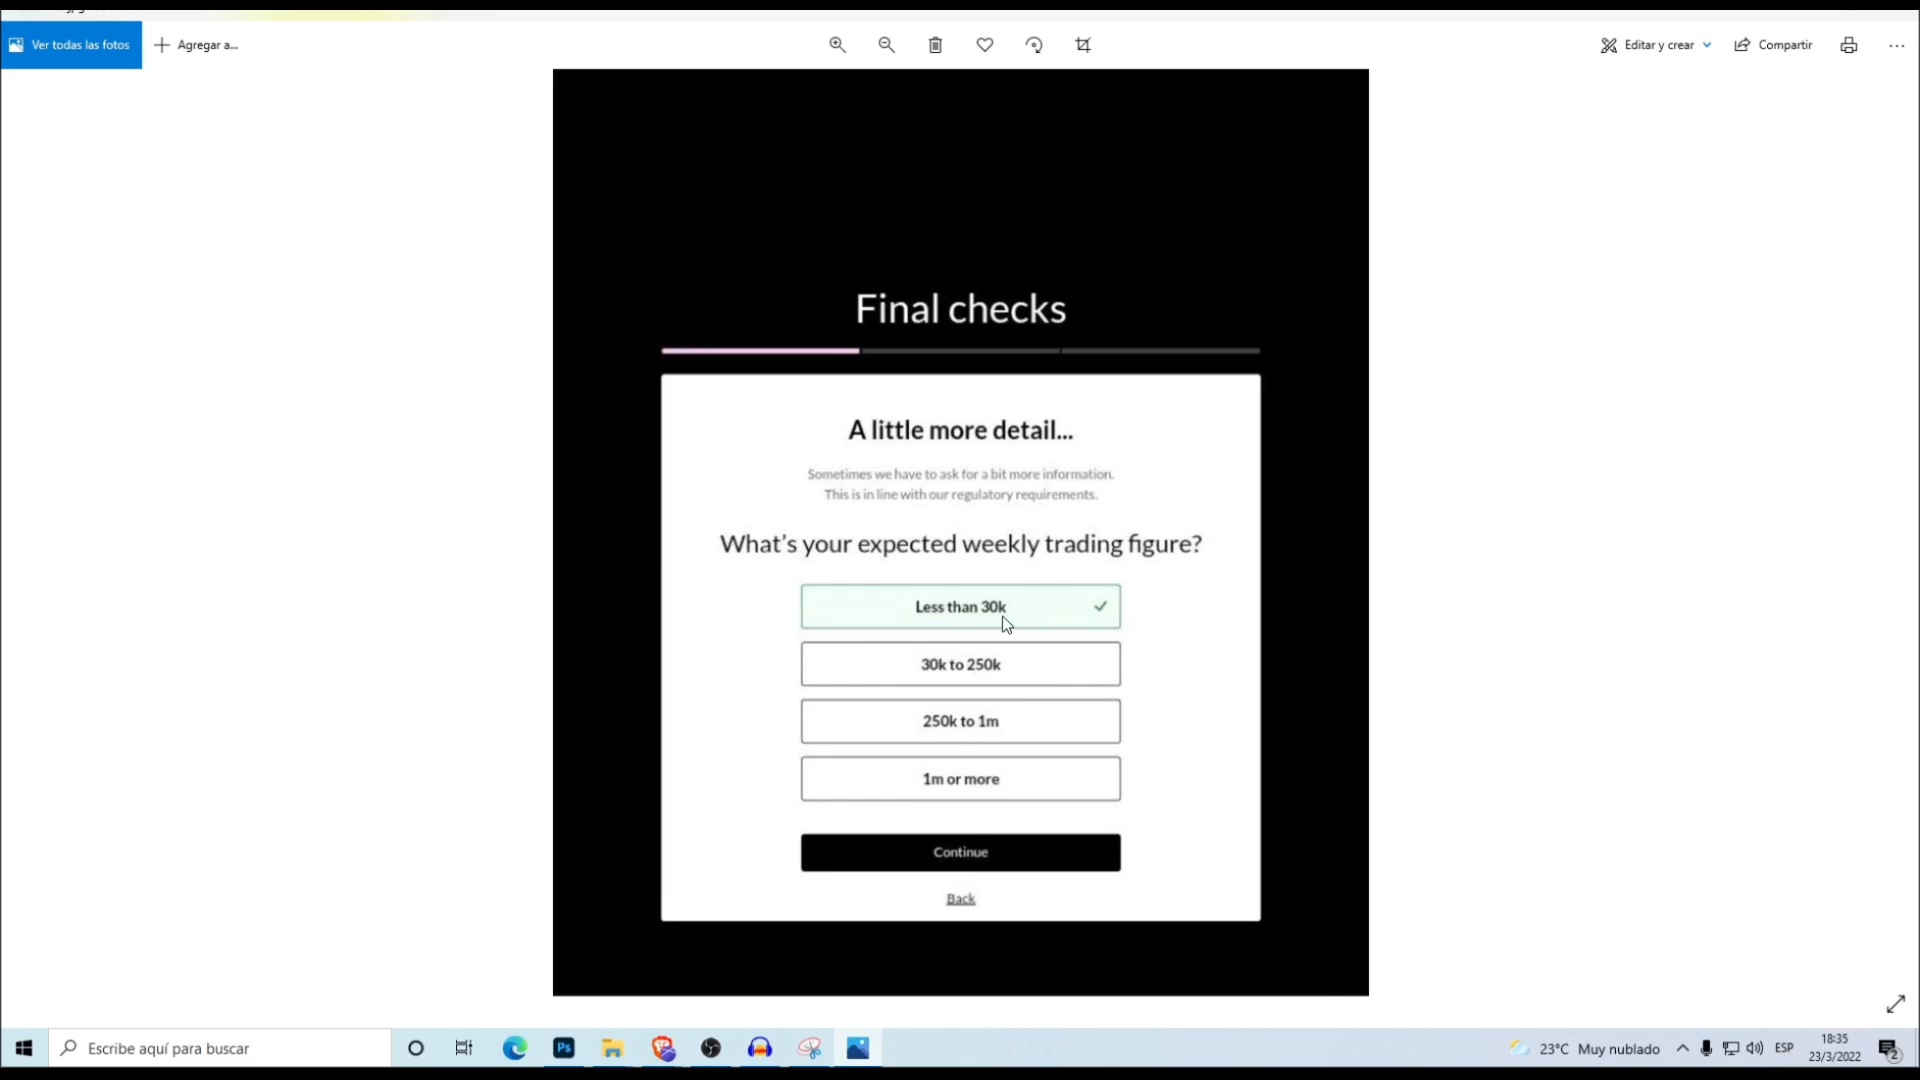 Ver todas las fotos
Agregar a...
Editar y crear
Compartir
Final checks
A little more detail...
Sometimes we have to ask for a bit more information.
This is in line with our regulatory requirements.
What's your expected weekly trading figure?
Less than 30k
30k to 250k
250k to 1m
1m or more
Continue
Back
Escribe aquí para buscar
Ps
23°C Muy nublado
ESP
18:35
23/3/2022
2